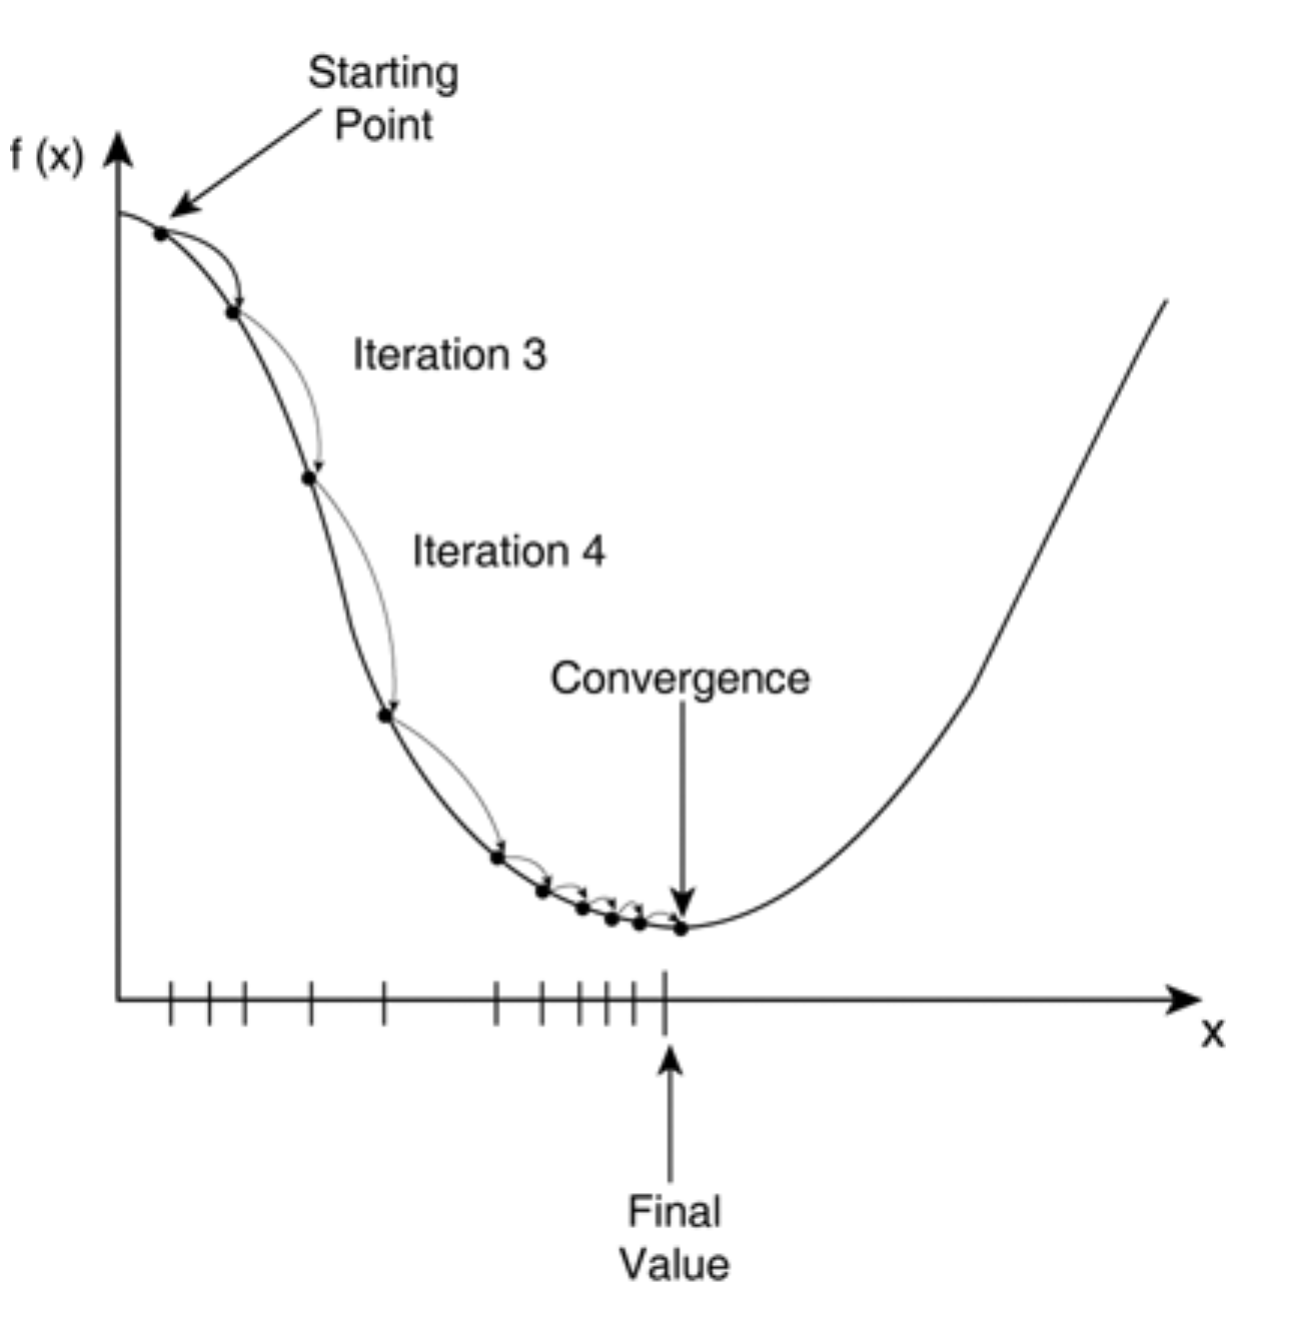 Starting
Point
f (x)
Iteration 3
Iteration 4
Convergence
x
Final
Value